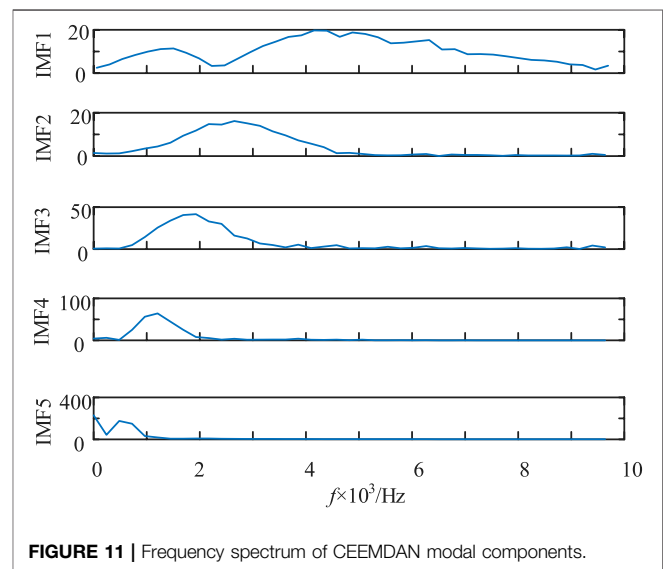 20
IMF1
0
20
IMF2
0
50
IMF3
0
100
IMF4
0
400
IMF5
0
0 2 4 6 8 10
f×10³/Hz
FIGURE 11 | Frequency spectrum of CEEMDAN modal components.